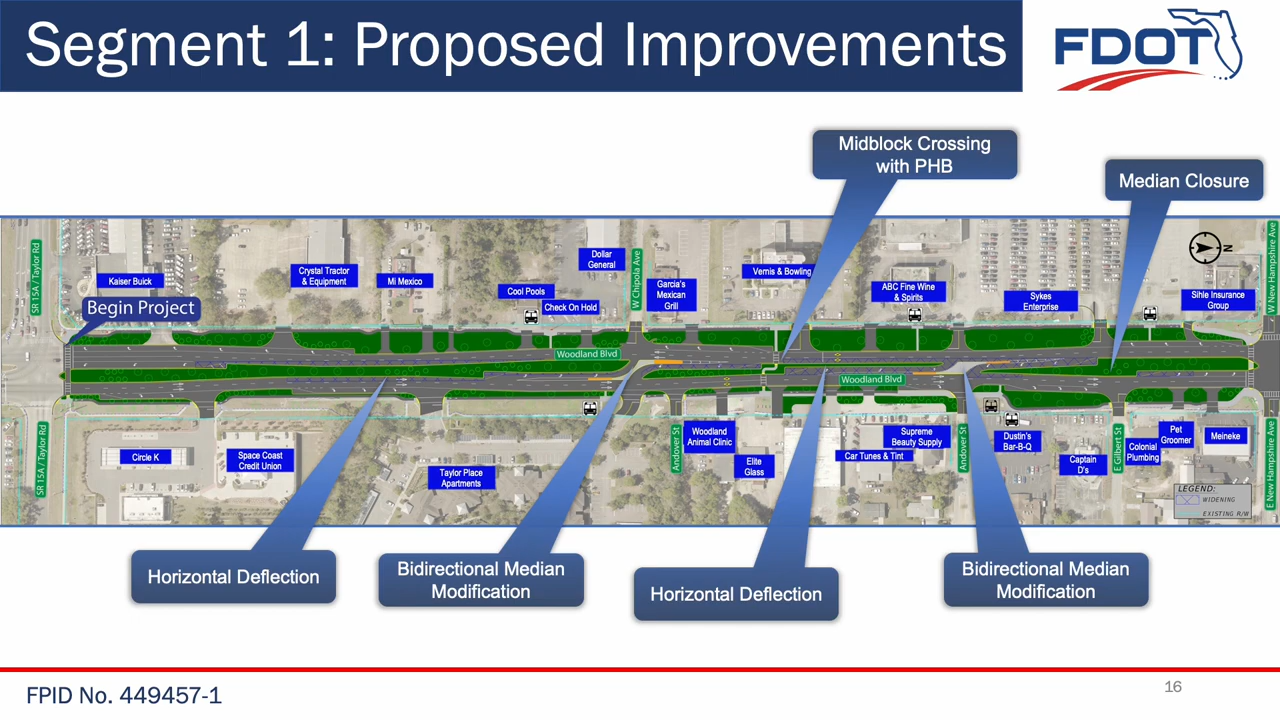 Segment 1: Proposed Improvements
FDOT
Midblock Crossing
with PHB
Median Closure
SR 15A / Taylor Rd
Kaiser Buick
Begin Project
Crystal Tractor
& Equipment
Mi Mexico
Cool Pools
Check On Hold
Dollar
General
W Chipola Ave
Garcia's
Mexican
Grill
Vernis & Bowling
ABC Fine Wine
& Spirits
Sykes
Enterprise
Sihle Insurance
Group
N
W New Hampshire Ave
Woodland Blvd
Woodland Blvd
SR 15A / Taylor Rd
Circle K
Space Coast
Credit Union
Taylor Place
Apartments
Andover St
Woodland
Animal Clinic
Elite
Glass
Supreme
Beauty Supply
Car Tunes & Tint
Andover St
Dustin's
Bar-B-Q
Captain
D's
E Gilbert St
Colonial
Plumbing
Pet
Groomer
Meineke
E New Hampshire Ave
LEGEND:
WIDENING
EXISTING R/W
Horizontal Deflection
Bidirectional Median
Modification
Horizontal Deflection
Bidirectional Median
Modification
FPID No. 449457-1
16